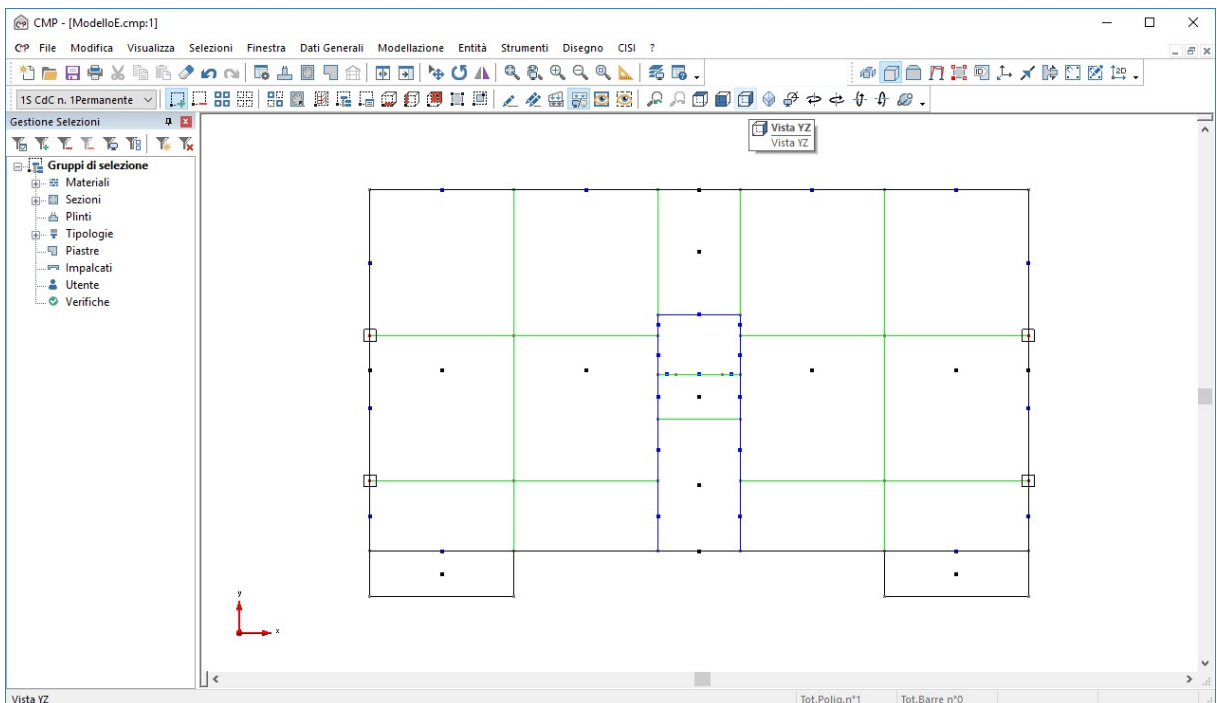 CMP - [ModelloE.cmp:1]
CMP File Modifica Visualizza Selezioni Finestra Dati Generali Modellazione Entità Strumenti Disegno CISI ?
2D
1S CdC n. 1Permanente
Gestione Selezioni
Gruppi di selezione
Materiali
Sezioni
Plinti
Tipologie
Piastre
Impalcati
Utente
Verifiche
Vista YZ
Vista YZ
y
x
Vista YZ Tot.Polig.n°1 Tot.Barre n°0